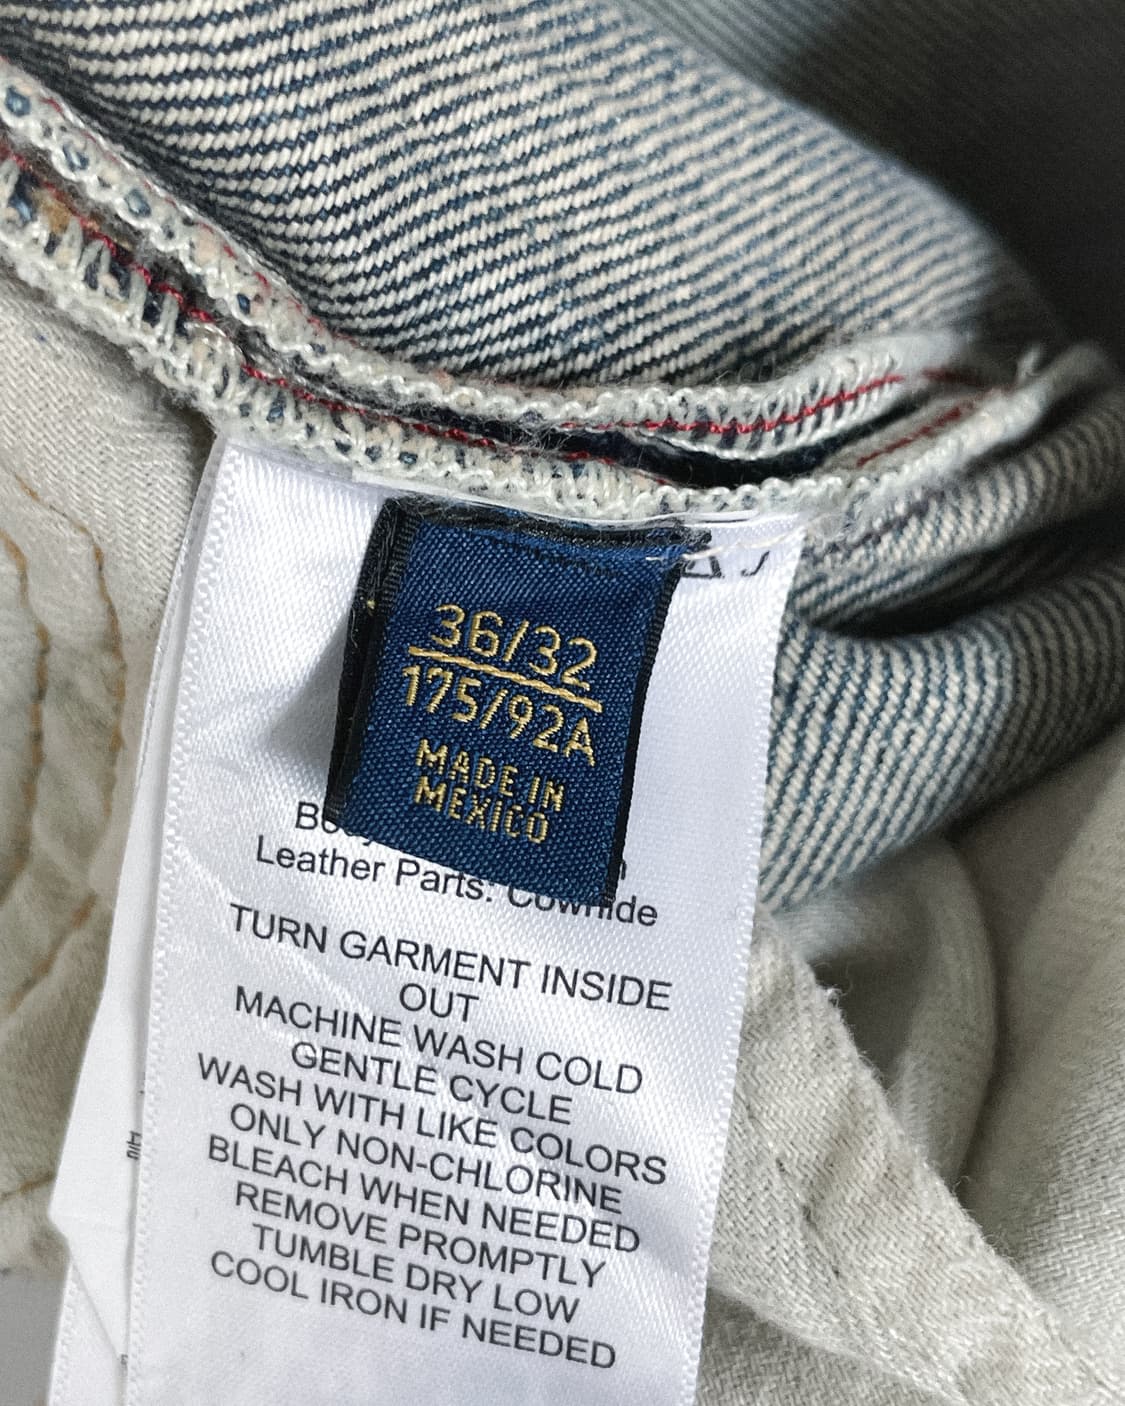 36/32
175/92A
MADE IN
MEXICO
Leather Parts: Cowhide
TURN GARMENT INSIDE
OUT
MACHINE WASH COLD
GENTLE CYCLE
WASH WITH LIKE COLORS
ONLY NON-CHLORINE
BLEACH WHEN NEEDED
REMOVE PROMPTLY
TUMBLE DRY LOW
COOL IRON IF NEEDED